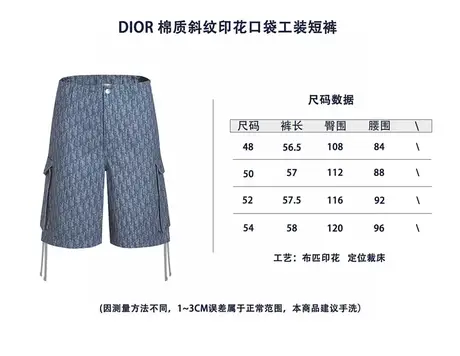 DIOR 棉质斜纹印花口袋工装短裤
尺码数据
尺码 裤长 臀围 腰围 \
48 56.5 108 84 \
50 57 112 88 \
52 57.5 116 92 \
54 58 120 96 \
工艺：布匹印花 定位裁床
(因测量方法不同，1~3CM误差属于正常范围，本商品建议手洗）